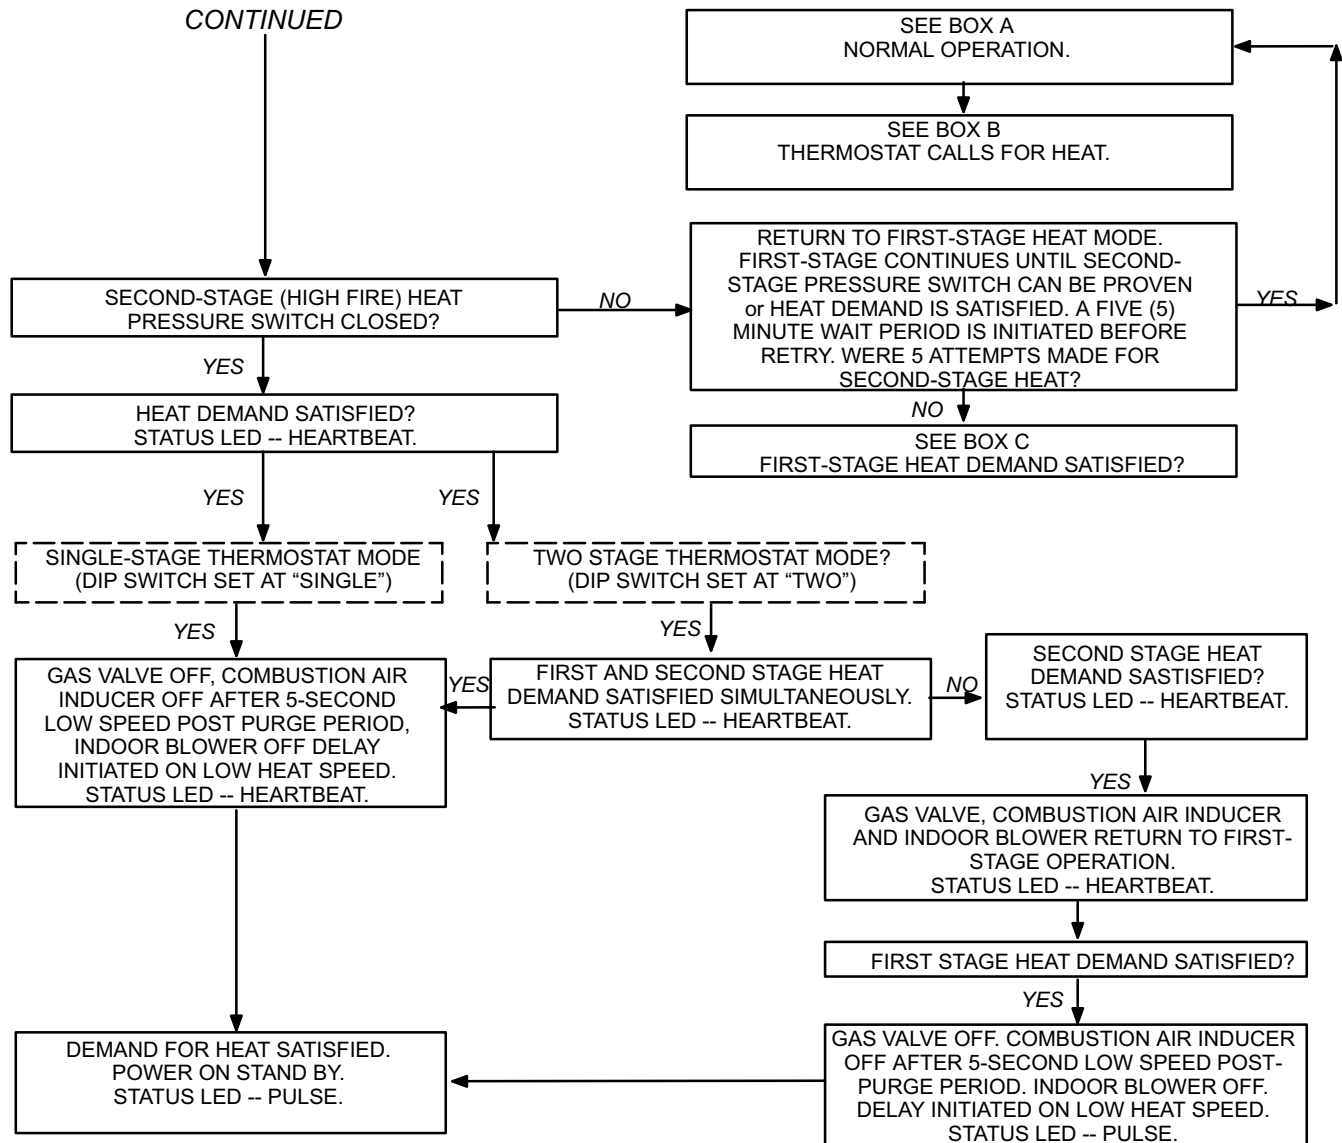 CONTINUED
SEE BOX A
NORMAL OPERATION.
SEE BOX B
THERMOSTAT CALLS FOR HEAT.
SECOND-STAGE (HIGH FIRE) HEAT
PRESSURE SWITCH CLOSED?
NO
RETURN TO FIRST-STAGE HEAT MODE.
FIRST-STAGE CONTINUES UNTIL SECOND-
STAGE PRESSURE SWITCH CAN BE PROVEN
or HEAT DEMAND IS SATISFIED. A FIVE (5)
MINUTE WAIT PERIOD IS INITIATED BEFORE
RETRY. WERE 5 ATTEMPTS MADE FOR
SECOND-STAGE HEAT?
YES
NO
SEE BOX C
FIRST-STAGE HEAT DEMAND SATISFIED?
YES
HEAT DEMAND SATISFIED?
STATUS LED -- HEARTBEAT.
YES
YES
SINGLE-STAGE THERMOSTAT MODE
(DIP SWITCH SET AT “SINGLE”)
TWO STAGE THERMOSTAT MODE?
(DIP SWITCH SET AT “TWO”)
YES
YES
GAS VALVE OFF, COMBUSTION AIR
INDUCER OFF AFTER 5-SECOND
LOW SPEED POST PURGE PERIOD,
INDOOR BLOWER OFF DELAY
INITIATED ON LOW HEAT SPEED.
STATUS LED -- HEARTBEAT.
YES
FIRST AND SECOND STAGE HEAT
DEMAND SATISFIED SIMULTANEOUSLY.
STATUS LED -- HEARTBEAT.
NO
SECOND STAGE HEAT
DEMAND SASTISFIED?
STATUS LED -- HEARTBEAT.
YES
GAS VALVE, COMBUSTION AIR INDUCER
AND INDOOR BLOWER RETURN TO FIRST-
STAGE OPERATION.
STATUS LED -- HEARTBEAT.
FIRST STAGE HEAT DEMAND SATISFIED?
YES
GAS VALVE OFF. COMBUSTION AIR INDUCER
OFF AFTER 5-SECOND LOW SPEED POST-
PURGE PERIOD. INDOOR BLOWER OFF.
DELAY INITIATED ON LOW HEAT SPEED.
STATUS LED -- PULSE.
DEMAND FOR HEAT SATISFIED.
POWER ON STAND BY.
STATUS LED -- PULSE.